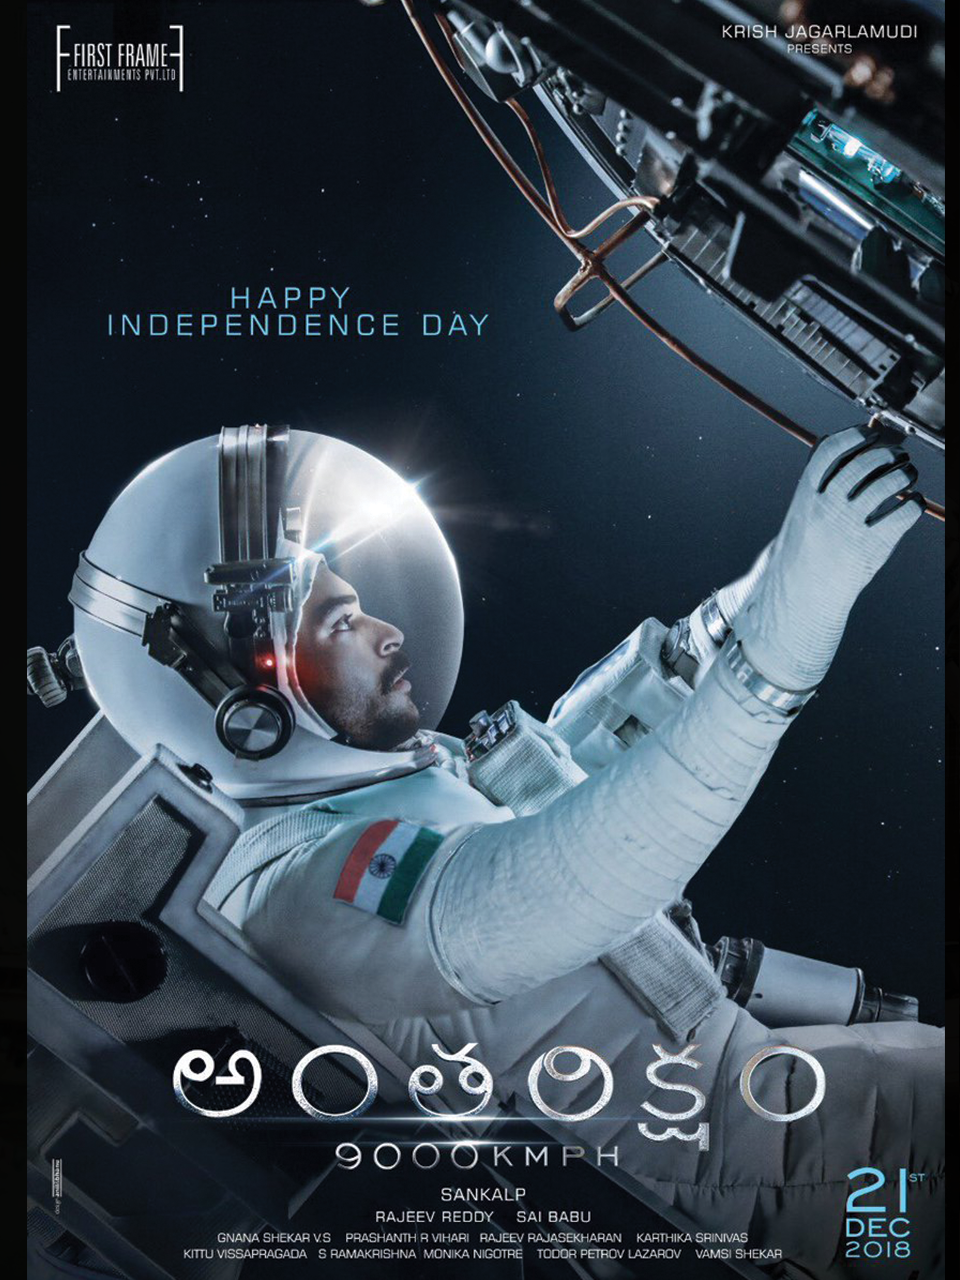 FIRST FRAME
ENTERTAINMENTS PVT.LTD
KRISH JAGARLAMUDI
PRESENTS
HAPPY
INDEPENDENCE DAY
అంతరిక్షం
9000KMPH
SANKALP
RAJEEV REDDY SAI BABU
GNANA SHEKAR V.S PRASHANTH R VIHARI RAJEEV RAJASEKHARAN KARTHIKA SRINIVAS
KITTU VISSAPRAGADA S RAMAKRISHNA MONIKA NIGOTRE TODOR PETROV LAZAROV VAMSI SHEKAR
21ST
DEC
2018